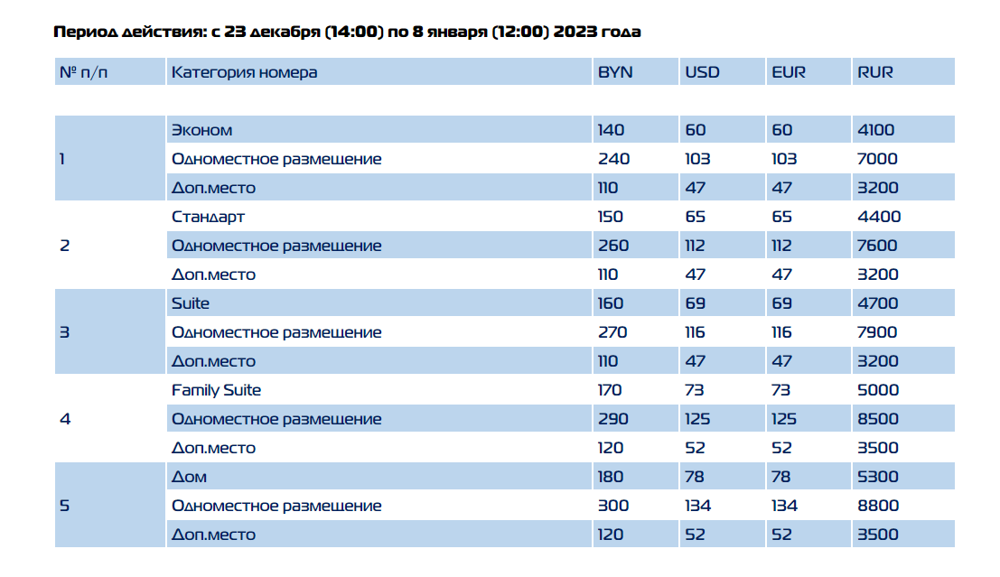 Период действия: с 23 декабря (14:00) по 8 января (12:00) 2023 года
№ п/п Категория номера BYN USD EUR RUR
Эконом 140 60 60 4100
1 Одноместное размещение 240 103 103 7000
Доп.место 110 47 47 3200
Стандарт 150 65 65 4400
2 Одноместное размещение 260 112 112 7600
Доп.место 110 47 47 3200
Suite 160 69 69 4700
3 Одноместное размещение 270 116 116 7900
Доп.место 110 47 47 3200
Family Suite 170 73 73 5000
4 Одноместное размещение 290 125 125 8500
Доп.место 120 52 52 3500
Дом 180 78 78 5300
5 Одноместное размещение 300 134 134 8800
Доп.место 120 52 52 3500